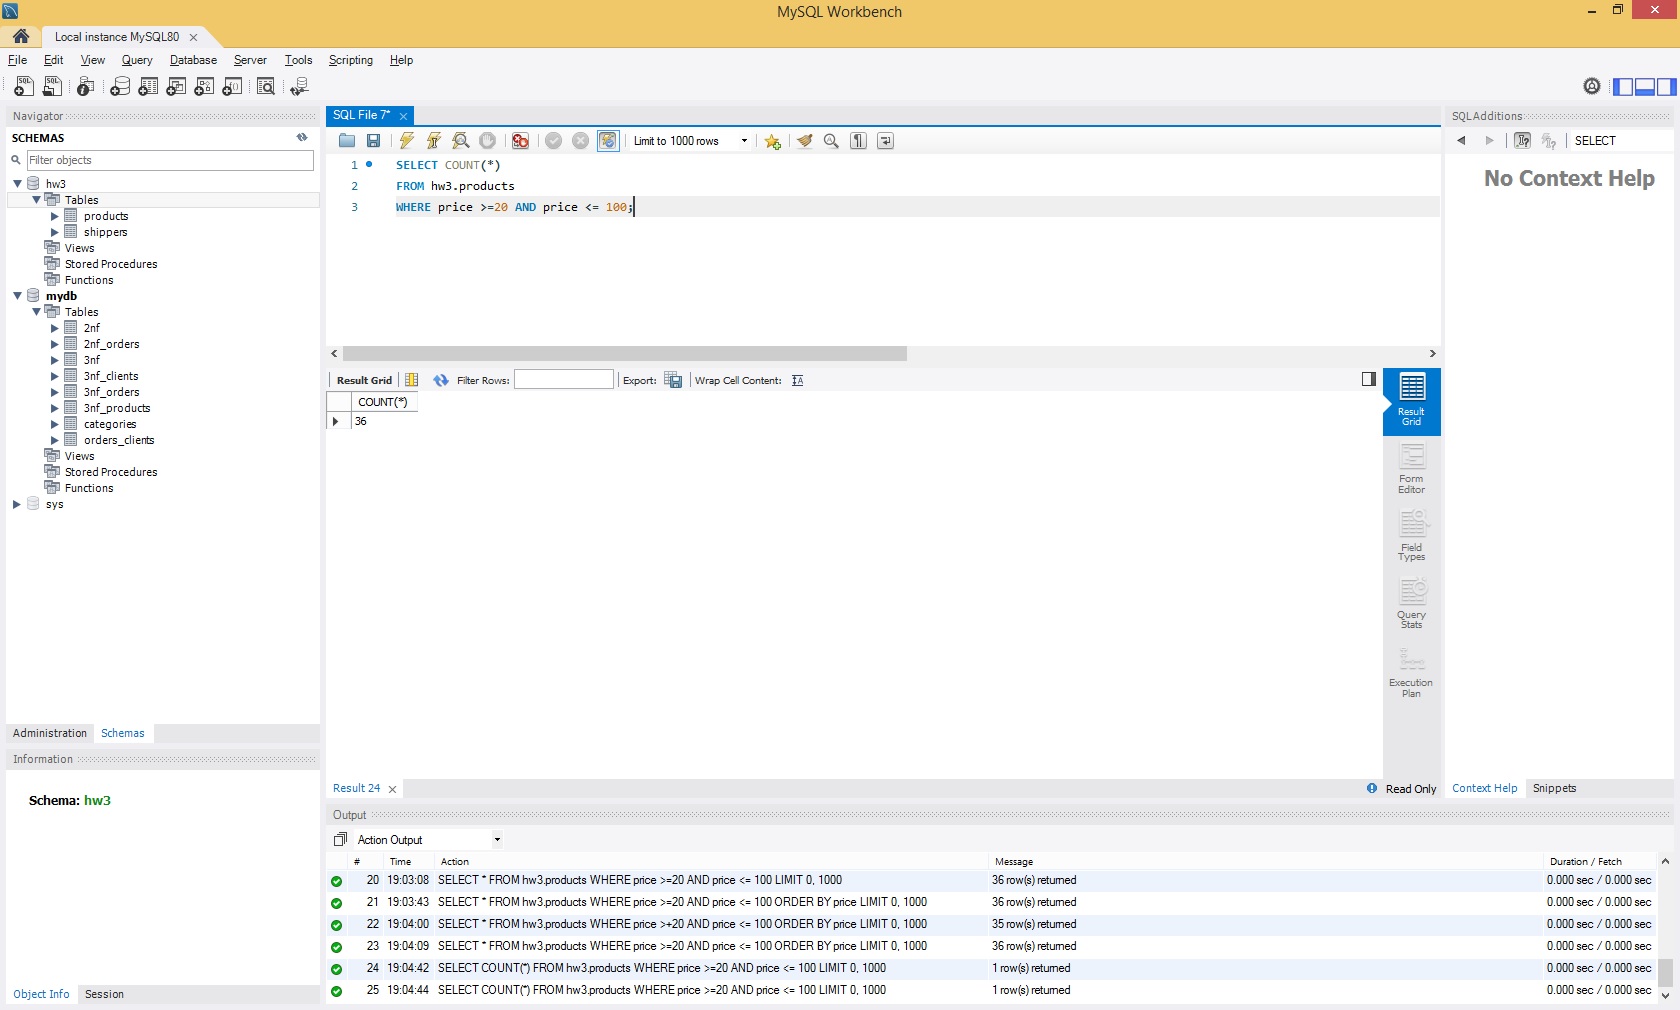 MySQL Workbench
Local instance MySQL80
File Edit View Query Database Server Tools Scripting Help
Navigator
SCHEMAS
Filter objects
hw3
Tables
products
shippers
Views
Stored Procedures
Functions
mydb
Tables
2nf
2nf_orders
3nf
3nf_clients
3nf_orders
3nf_products
categories
orders_clients
Views
Stored Procedures
Functions
sys
Administration Schemas
Information
Schema: hw3
Object Info Session
SQL File 7*
Limit to 1000 rows
1 SELECT COUNT(*)
2 FROM hw3.products
3 WHERE price >=20 AND price <= 100;
Result Grid Filter Rows: Export: Wrap Cell Content:
COUNT(*)
36
Result Grid
Form Editor
Field Types
Query Stats
Execution Plan
Result 24
Read Only
SQLAdditions
SELECT
No Context Help
Context Help Snippets
Output
Action Output
# Time Action Message Duration / Fetch
20 19:03:08 SELECT * FROM hw3.products WHERE price >=20 AND price <= 100 LIMIT 0, 1000 36 row(s) returned 0.000 sec / 0.000 sec
21 19:03:43 SELECT * FROM hw3.products WHERE price >=20 AND price <= 100 ORDER BY price LIMIT 0, 1000 36 row(s) returned 0.000 sec / 0.000 sec
22 19:04:00 SELECT * FROM hw3.products WHERE price >+20 AND price <= 100 ORDER BY price LIMIT 0, 1000 35 row(s) returned 0.000 sec / 0.000 sec
23 19:04:09 SELECT * FROM hw3.products WHERE price >=20 AND price <= 100 ORDER BY price LIMIT 0, 1000 36 row(s) returned 0.000 sec / 0.000 sec
24 19:04:42 SELECT COUNT(*) FROM hw3.products WHERE price >=20 AND price <= 100 LIMIT 0, 1000 1 row(s) returned 0.000 sec / 0.000 sec
25 19:04:44 SELECT COUNT(*) FROM hw3.products WHERE price >=20 AND price <= 100 LIMIT 0, 1000 1 row(s) returned 0.000 sec / 0.000 sec